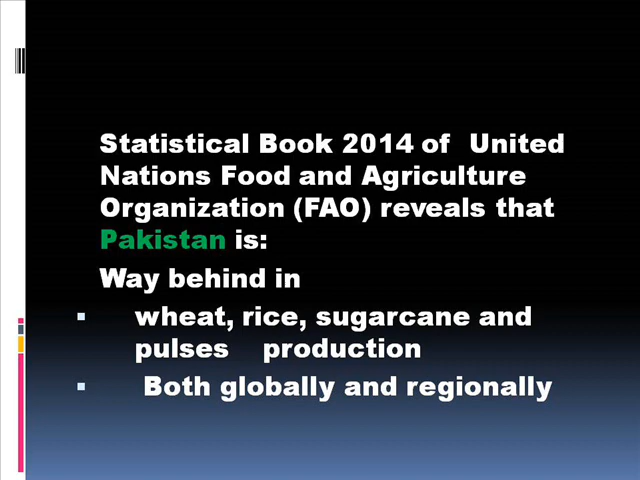 Statistical Book 2014 of United
Nations Food and Agriculture
Organization (FAO) reveals that
Pakistan is:
Way behind in
▪ wheat, rice, sugarcane and
pulses production
▪ Both globally and regionally